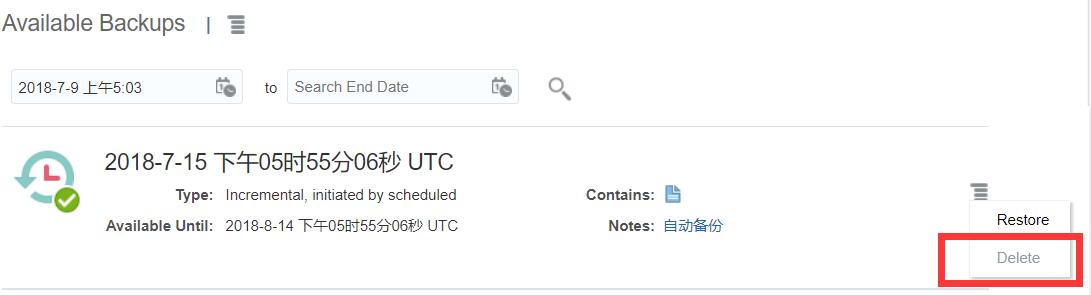 Available Backups |
2018-7-9 上午5:03 to Search End Date
2018-7-15 下午05时55分06秒 UTC
Type: Incremental, initiated by scheduled Contains:
Available Until: 2018-8-14 下午05时55分06秒 UTC Notes: 自动备份
Restore
Delete